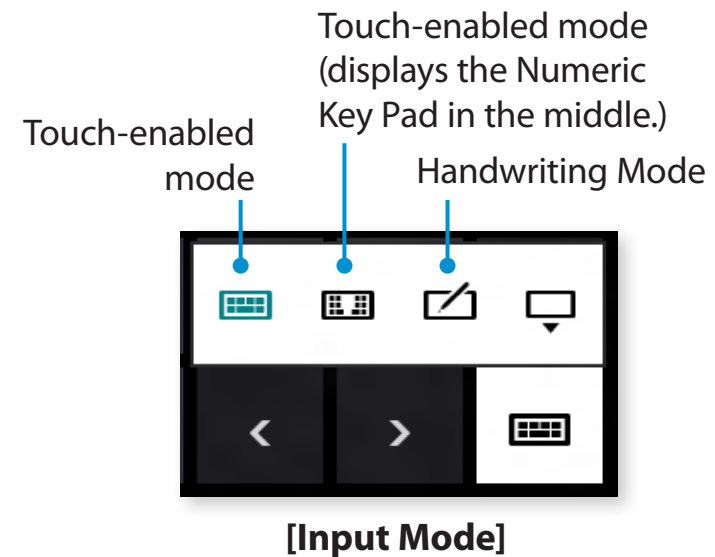 Touch-enabled mode
(displays the Numeric
Key Pad in the middle.)
Touch-enabled
mode
Handwriting Mode
[Input Mode]